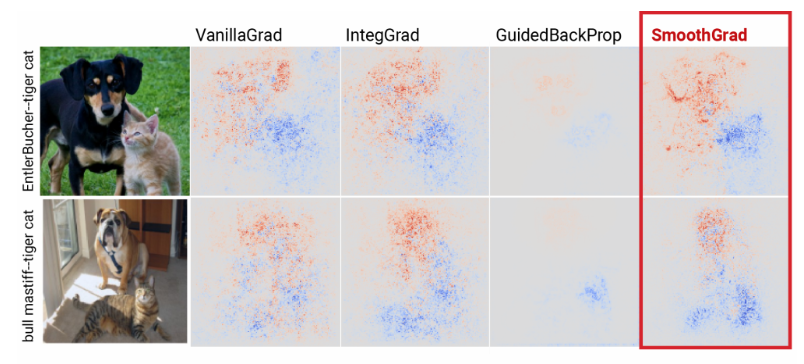 VanillaGrad IntegGrad GuidedBackProp SmoothGrad
EntlerBucher–tiger cat
bull mastiff–tiger cat